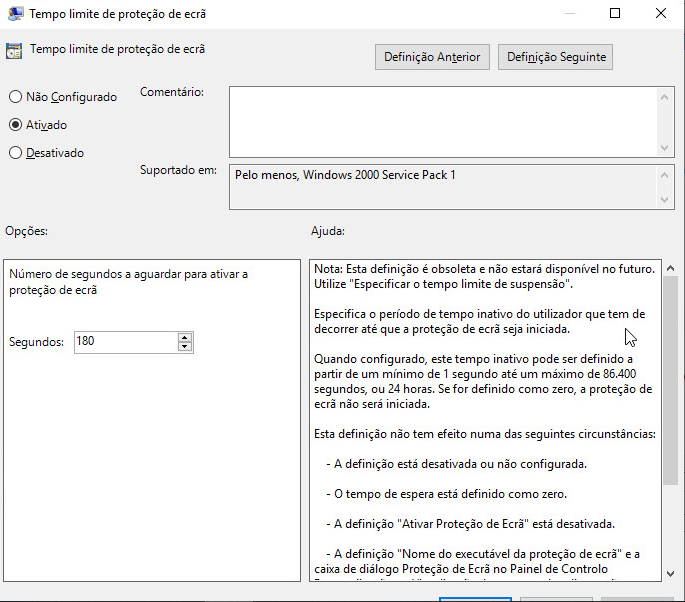 Tempo limite de proteção de ecrã
Tempo limite de proteção de ecrã
Definição Anterior
Definição Seguinte
Não Configurado
Comentário:
Ativado
Desativado
Suportado em:
Pelo menos, Windows 2000 Service Pack 1
Opções:
Ajuda:
Número de segundos a aguardar para ativar a
proteção de ecrã
Segundos:
180
Nota: Esta definição é obsoleta e não estará disponível no futuro.
Utilize "Especificar o tempo limite de suspensão".
Especifica o período de tempo inativo do utilizador que tem de
decorrer até que a proteção de ecrã seja iniciada.
Quando configurado, este tempo inativo pode ser definido a
partir de um mínimo de 1 segundo até um máximo de 86.400
segundos, ou 24 horas. Se for definido como zero, a proteção de
ecrã não será iniciada.
Esta definição não tem efeito numa das seguintes circunstâncias:
- A definição está desativada ou não configurada.
- O tempo de espera está definido como zero.
- A definição "Ativar Proteção de Ecrã" está desativada.
- A definição "Nome do executável da proteção de ecrã" e a
caixa de diálogo Proteção de Ecrã no Painel de Controlo